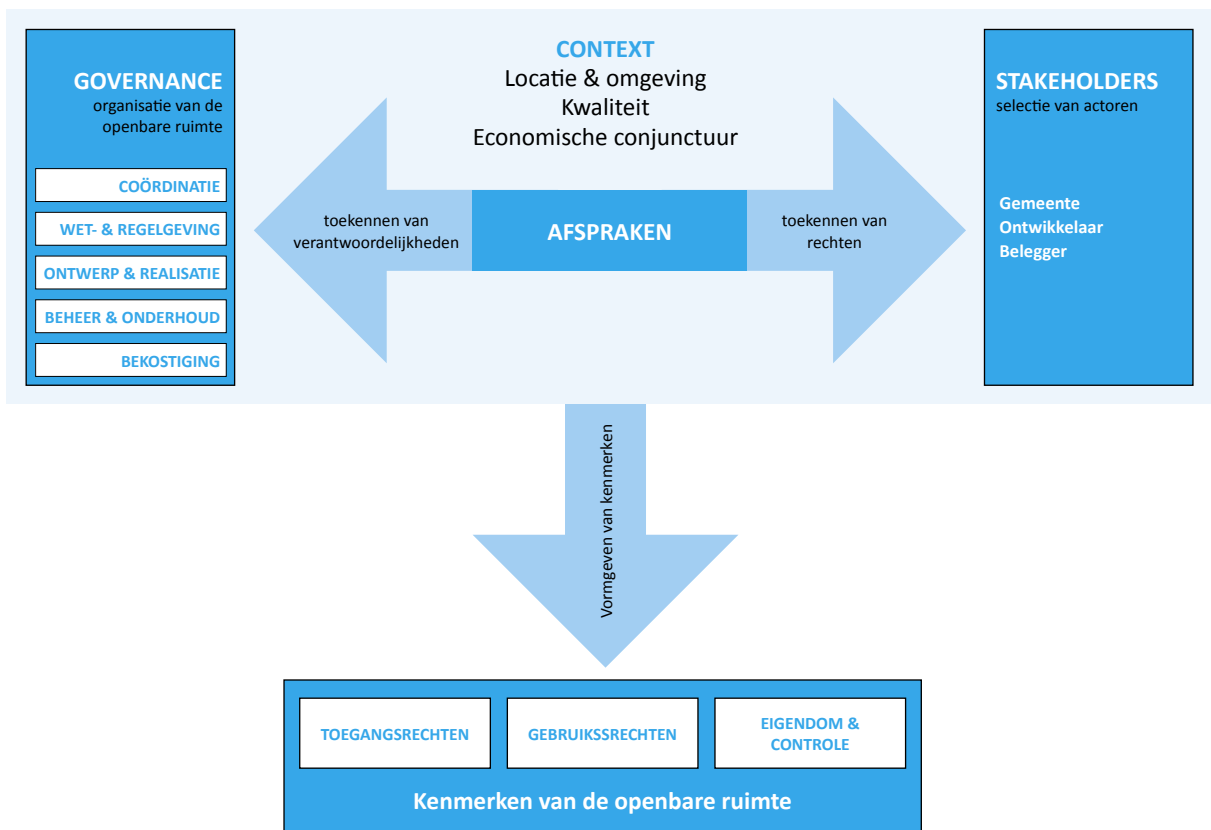 GOVERNANCE
organisatie van de
openbare ruimte
COÖRDINATIE
WET- & REGELGEVING
ONTWERP & REALISATIE
BEHEER & ONDERHOUD
BEKOSTIGING
CONTEXT
Locatie & omgeving
Kwaliteit
Economische conjunctuur
toekennen van
verantwoordelijkheden
AFSPRAKEN
toekennen van
rechten
STAKEHOLDERS
selectie van actoren
Gemeente
Ontwikkelaar
Belegger
Vormgeven van kenmerken
TOEGANGSRECHTEN
GEBRUIKSSRECHTEN
EIGENDOM &
CONTROLE
Kenmerken van de openbare ruimte